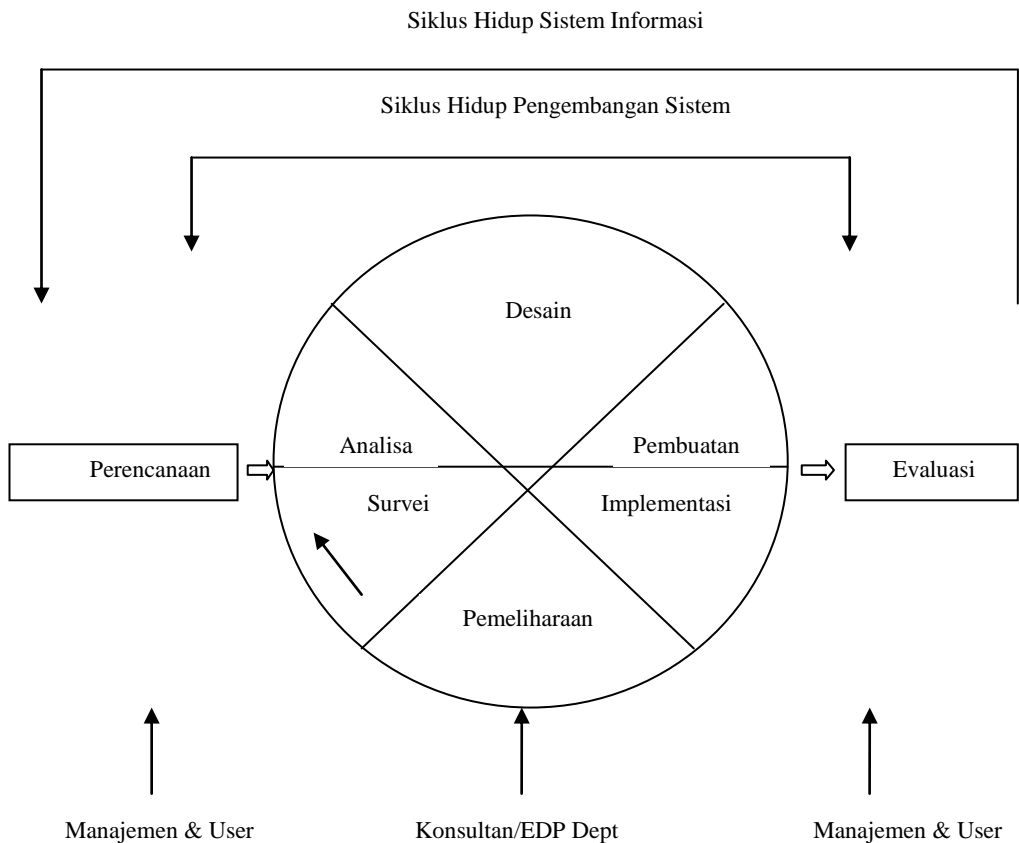 Siklus Hidup Sistem Informasi
Siklus Hidup Pengembangan Sistem
Desain
Analisa
Pembuatan
Perencanaan
Evaluasi
Survei
Implementasi
Pemeliharaan
Manajemen & User
Konsultan/EDP Dept
Manajemen & User